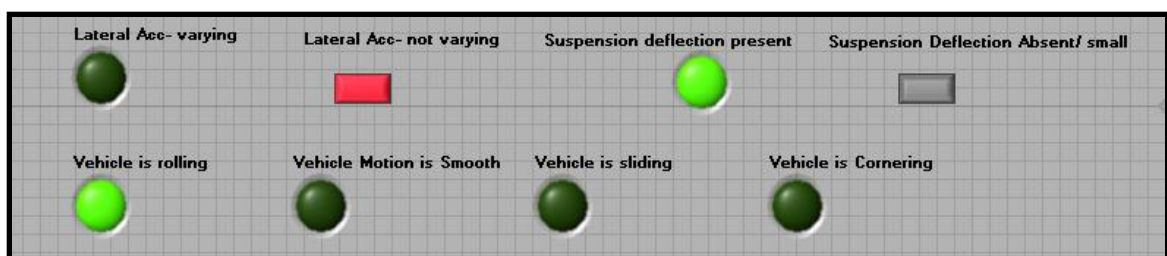 Lateral Acc- varying
Lateral Acc- not varying
Suspension deflection present
Suspension Deflection Absent/ small
Vehicle is rolling
Vehicle Motion is Smooth
Vehicle is sliding
Vehicle is Cornering